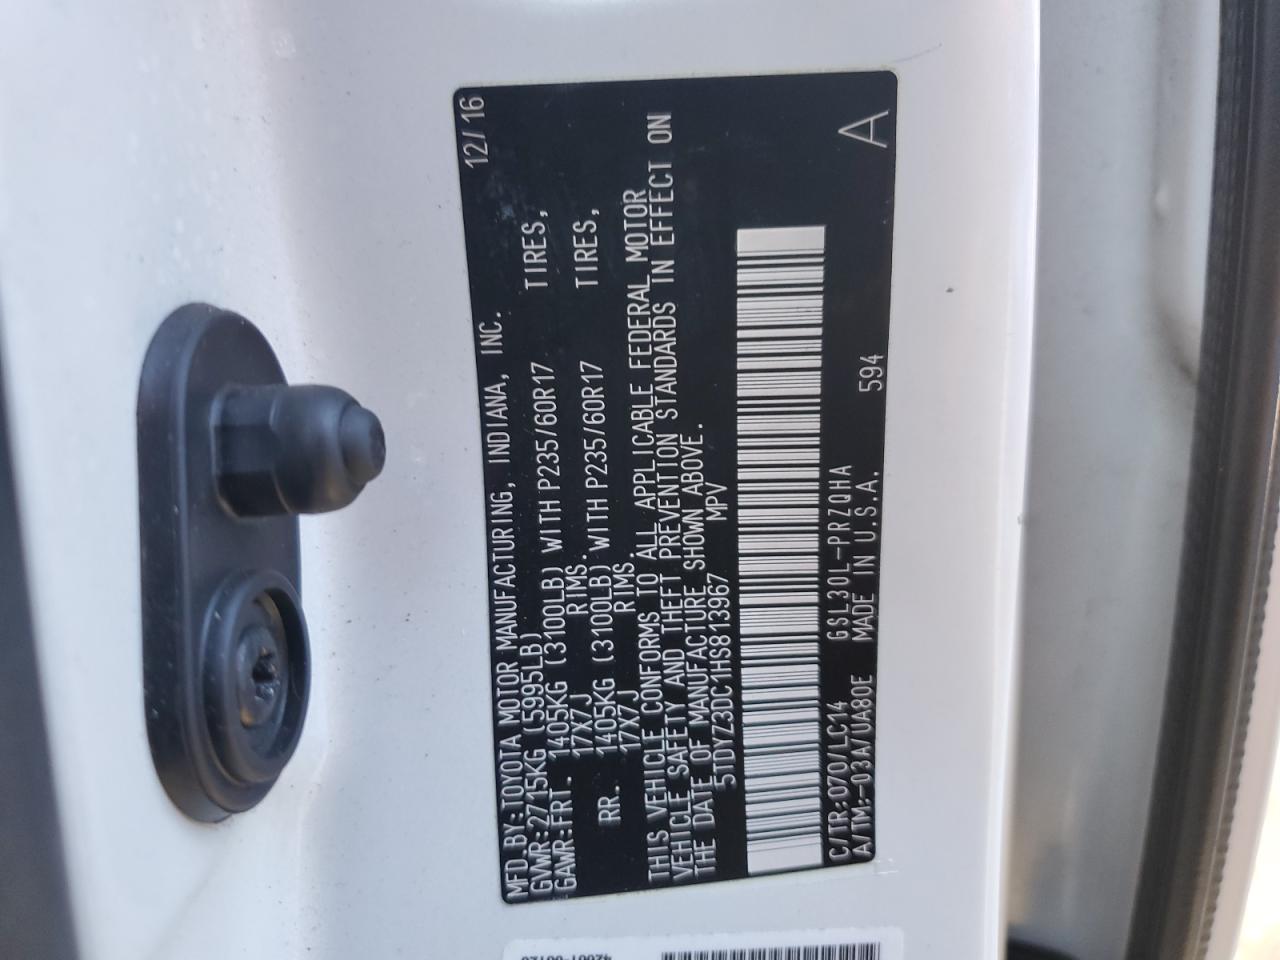 MFD.BY:TOYOTA MOTOR MANUFACTURING, INDIANA, INC. 12/16
GVWR:2715KG (5995LB)
GAWR:FRT. 1405KG (3100LB) WITH P235/60R17 TIRES,
17X7J RIMS.
RR. 1405KG (3100LB) WITH P235/60R17 TIRES,
17X7J RIMS.
THIS VEHICLE CONFORMS TO ALL APPLICABLE FEDERAL MOTOR
VEHICLE SAFETY AND THEFT PREVENTION STANDARDS IN EFFECT ON
THE DATE OF MANUFACTURE SHOWN ABOVE.
5TDYZ3DC1HS813967 MPV
C/TR:070/LC14 GSL30L-PRZQHA
A/TM:-03A/UA80E MADE IN U.S.A. 594 A